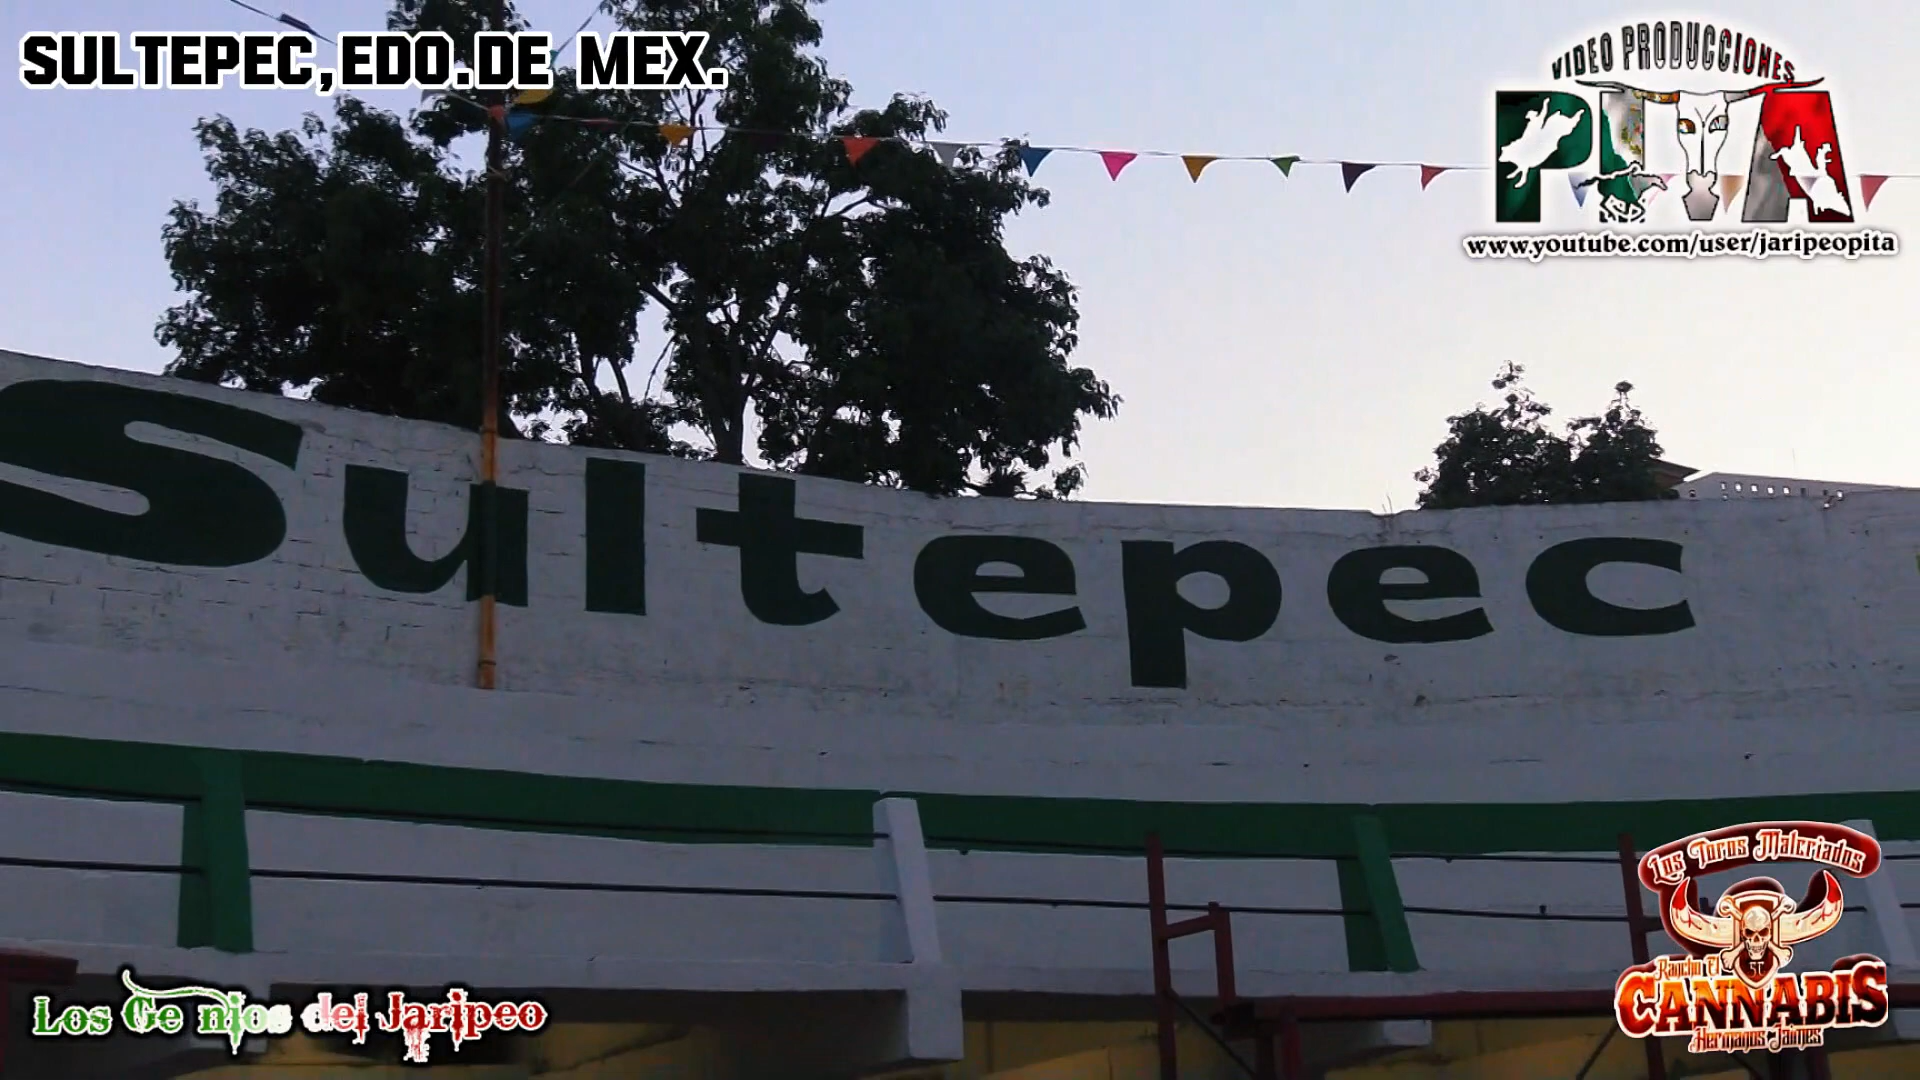 SULTEPEC,EDO.DE MEX.
VIDEO PRODUCCIONES
PITA
www.youtube.com/user/jaripeopita
Sultepec
Los Toros Malcriados
Rancho El
CANNABIS
Hermanos Jaimes
Los Genios del Jaripeo